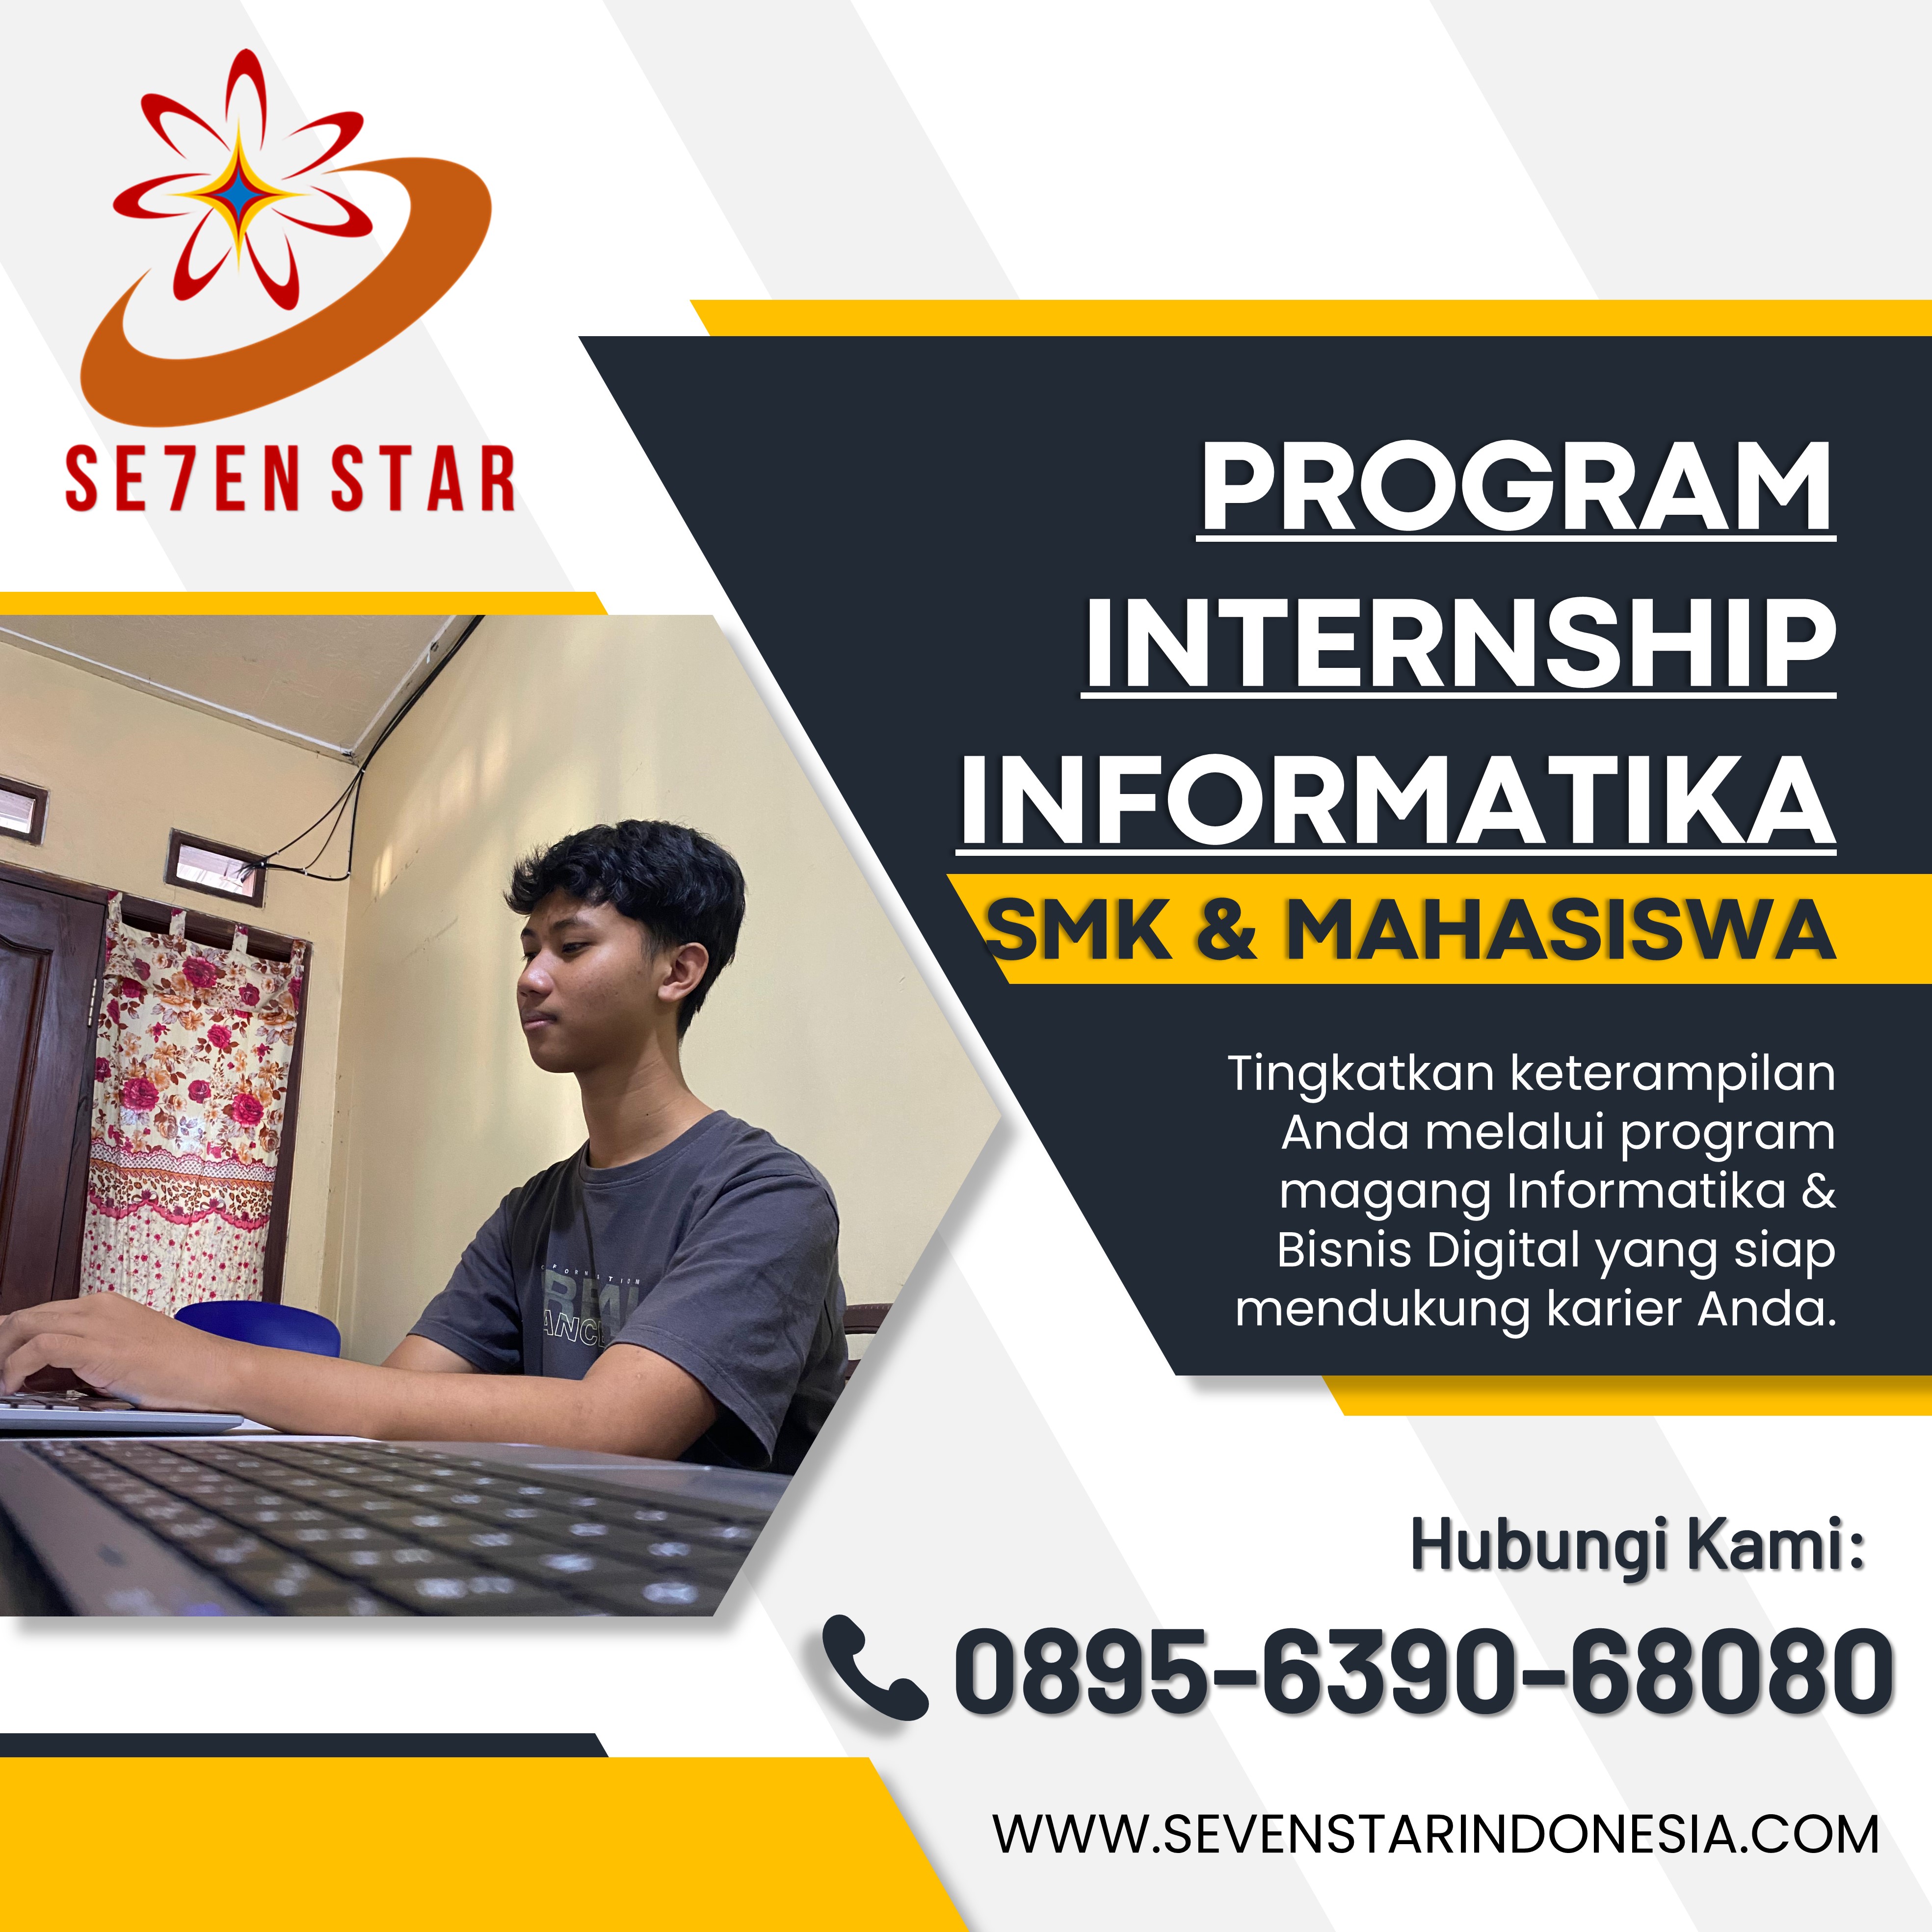 SE7EN STAR
PROGRAM
INTERNSHIP
INFORMATIKA
SMK & MAHASISWA
Tingkatkan keterampilan
Anda melalui program
magang Informatika &
Bisnis Digital yang siap
mendukung karier Anda.
Hubungi Kami:
0895-6390-68080
WWW.SEVENSTARINDONESIA.COM